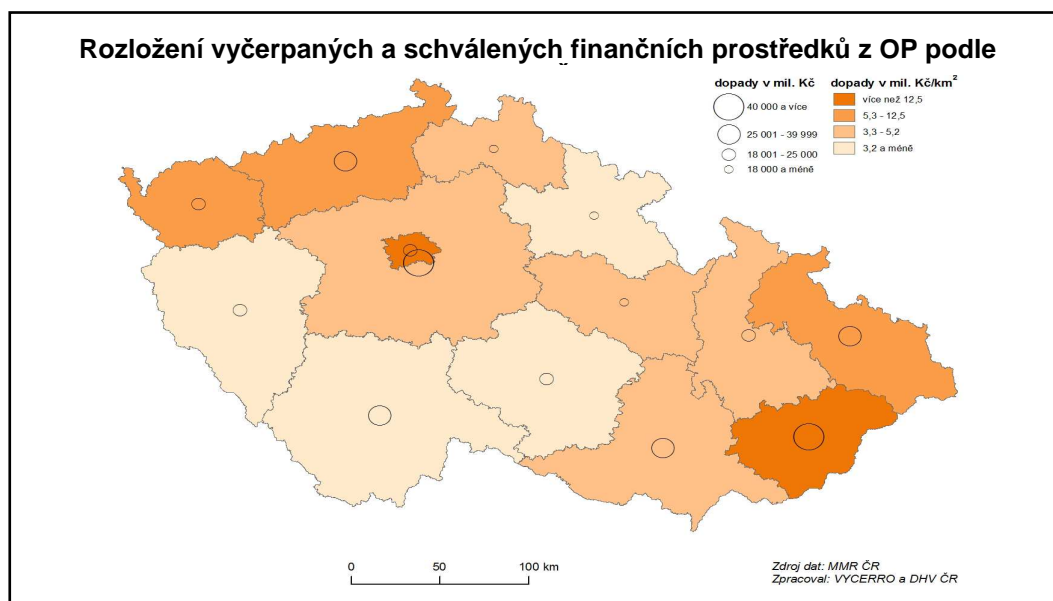 Rozložení vyčerpaných a schválených finančních prostředků z OP podle
dopady v mil. Kč
40 000 a více
25 001 - 39 999
18 001 - 25 000
18 000 a méně
dopady v mil. Kč/km²
více než 12,5
5,3 - 12,5
3,3 - 5,2
3,2 a méně
0 50 100 km
Zdroj dat: MMR ČR
Zpracoval: VYCERRO a DHV ČR